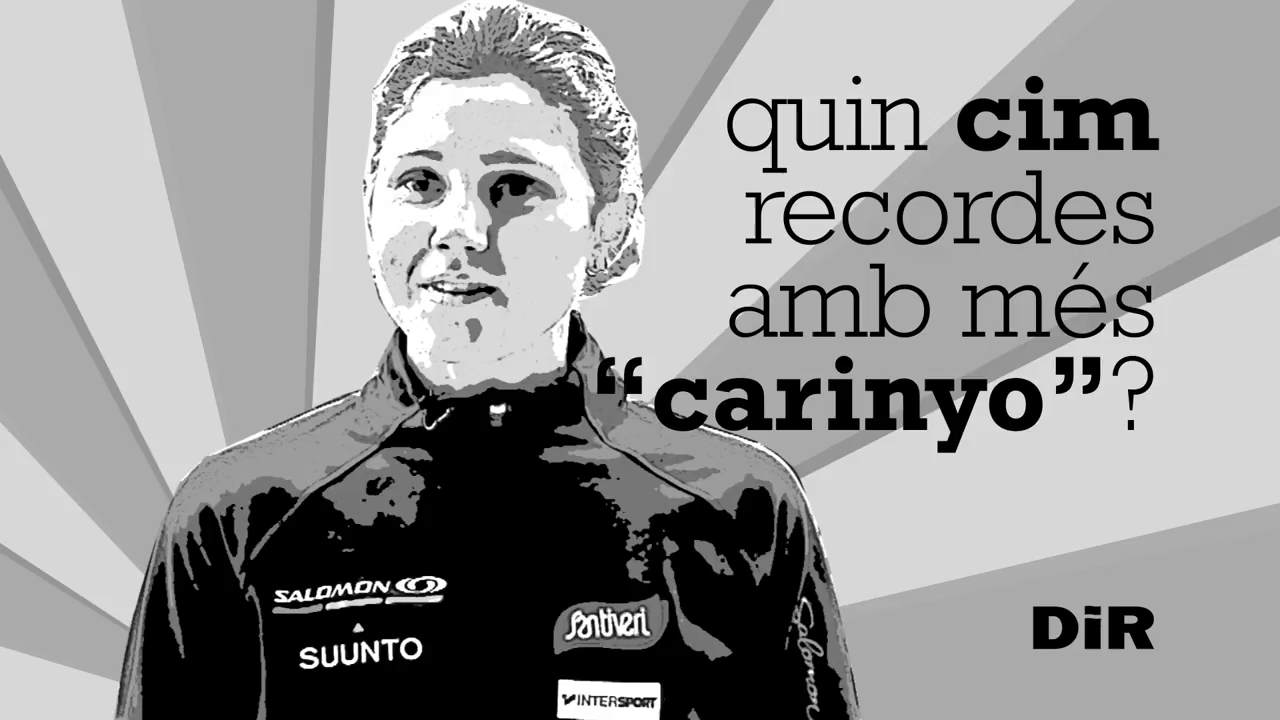 quin cim
recordes
amb més
“carinyo”?
SALOMON
SUUNTO
Santiveri
INTERSPORT
Salomon
DiR